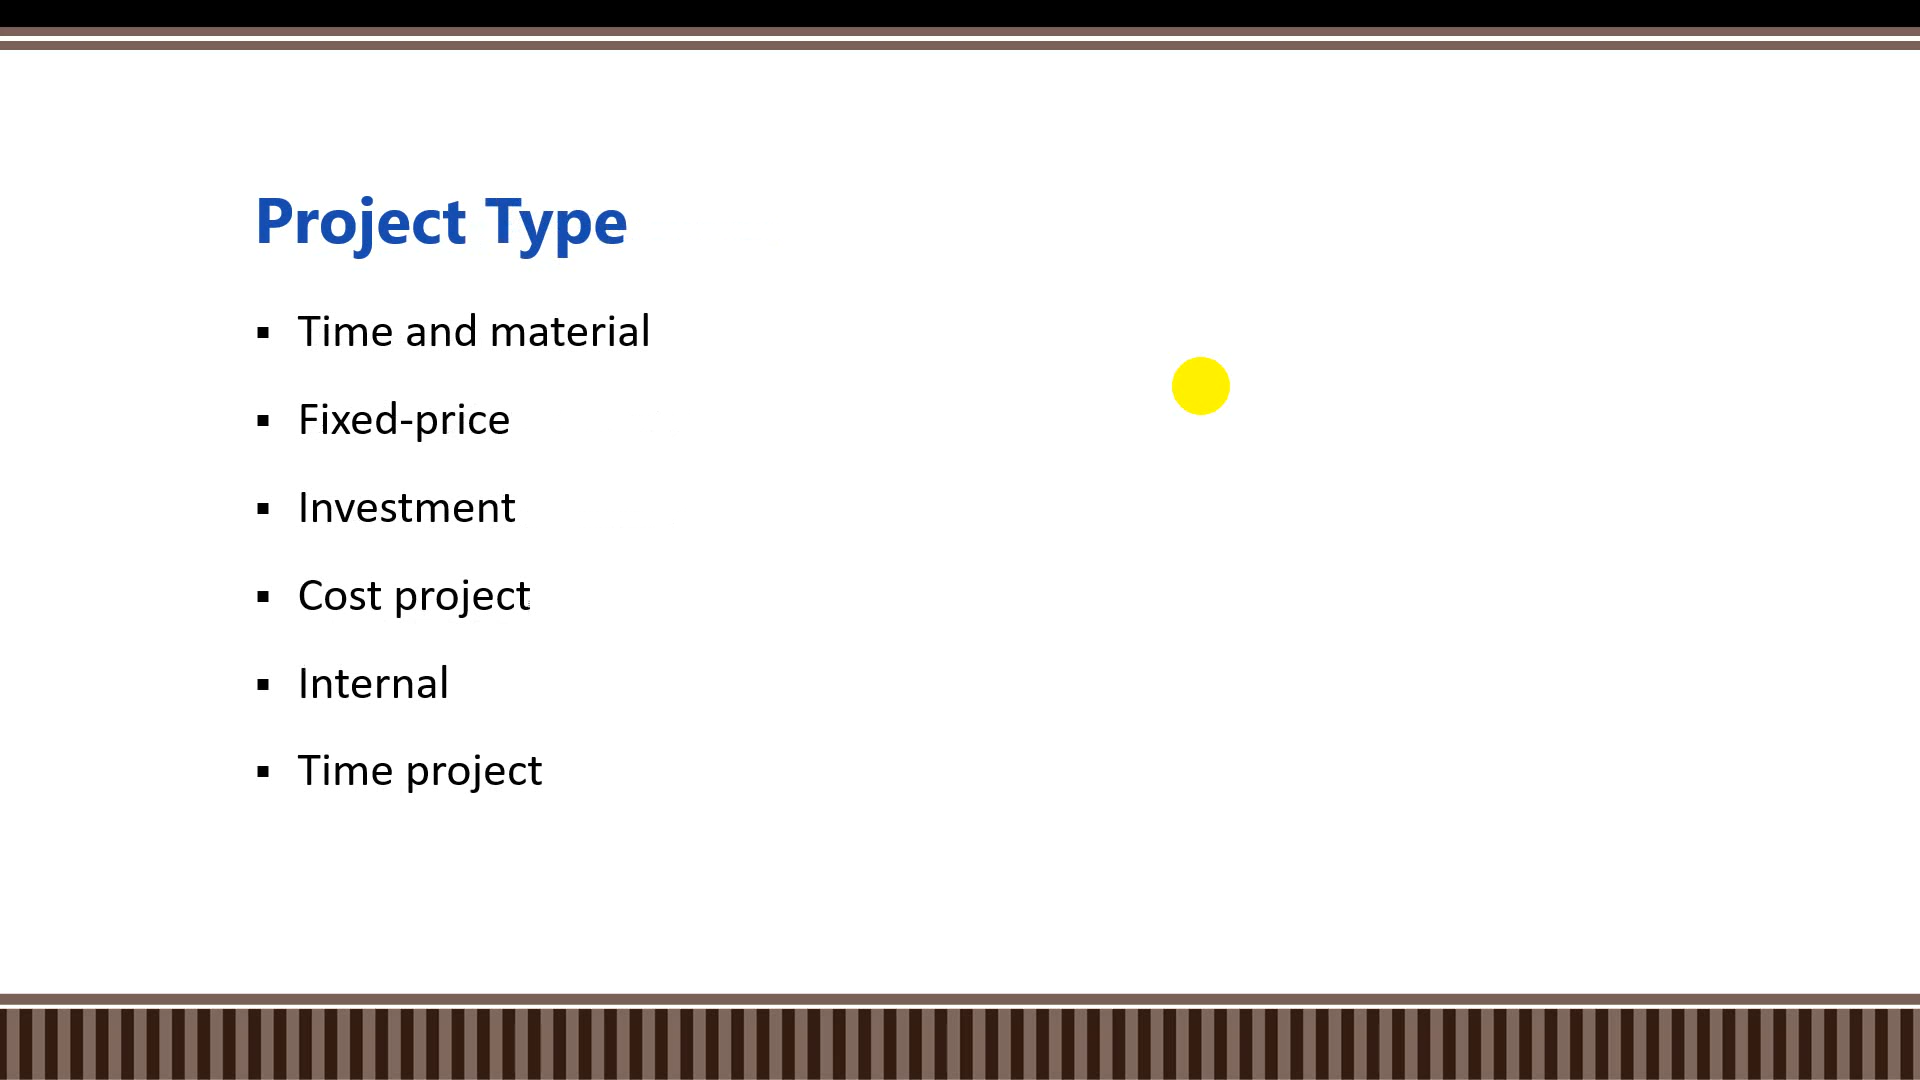 Project Type
▪ Time and material
▪ Fixed-price
▪ Investment
▪ Cost project
▪ Internal
▪ Time project